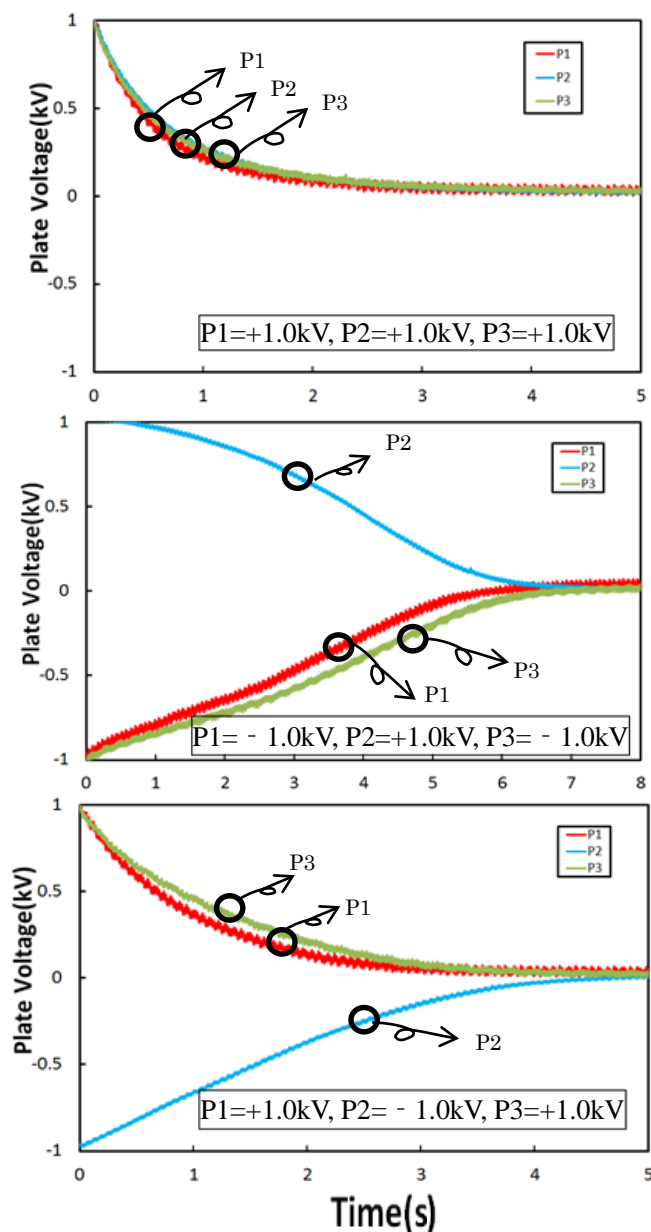 1
0.5
0
-0.5
-1
0 1 2 3 4 5
Plate Voltage(kV)
P1
P2
P3
P1
P2
P3
P1=+1.0kV, P2=+1.0kV, P3=+1.0kV
1
0.5
0
-0.5
-1
0 1 2 3 4 5 6 7 8
Plate Voltage(kV)
P1
P2
P3
P2
P3
P1
P1=﹣1.0kV, P2=+1.0kV, P3=﹣1.0kV
1
0.5
0
-0.5
-1
0 1 2 3 4 5
Plate Voltage(kV)
P1
P2
P3
P3
P1
P2
P1=+1.0kV, P2=﹣1.0kV, P3=+1.0kV
Time(s)